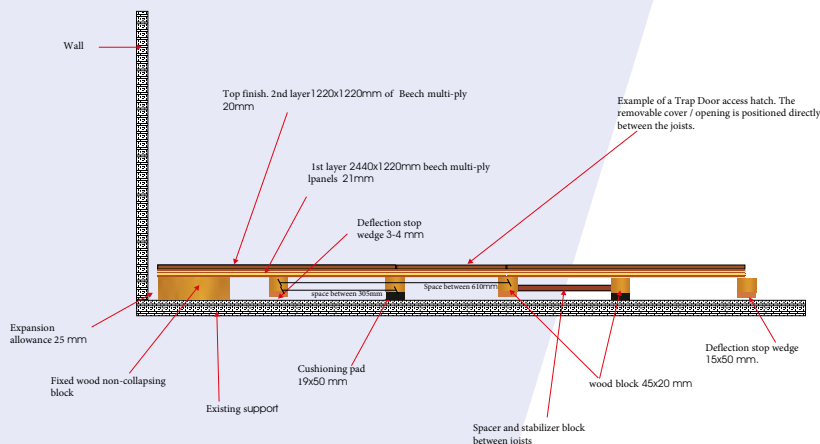 Wall
Top finish. 2nd layer1220x1220mm of Beech multi-ply
20mm
Example of a Trap Door access hatch. The
removable cover / opening is positioned directly
between the joists.
1st layer 2440x1220mm beech multi-ply
lpanels 21mm
Deflection stop
wedge 3-4 mm
Space between 610mm
space between 305mm
Expansion
allowance 25 mm
Fixed wood non-collapsing
block
Existing support
Cushioning pad
19x50 mm
wood block 45x20 mm
Deflection stop wedge
15x50 mm.
Spacer and stabilizer block
between joists